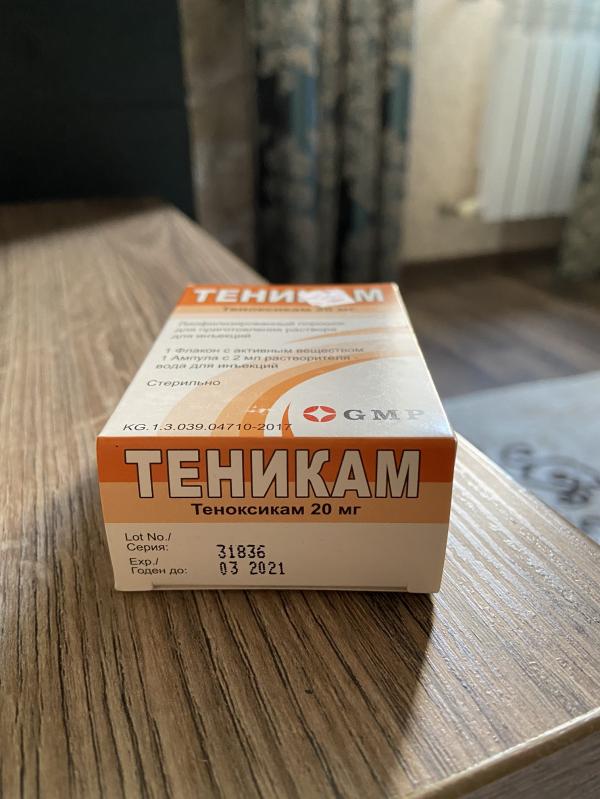 ТЕНИКАМ
Теноксикам 20 мг
Лиофилизированный порошок
для приготовления раствора
для инъекций
1 Флакон с активным веществом
1 Ампула с 2 мл растворителя
вода для инъекций
Стерильно
GMP
KG.1.3.039.04710-2017
ТЕНИКАМ
Теноксикам 20 мг
Lot No./
Серия: 31836
Exp./
Годен до: 03 2021